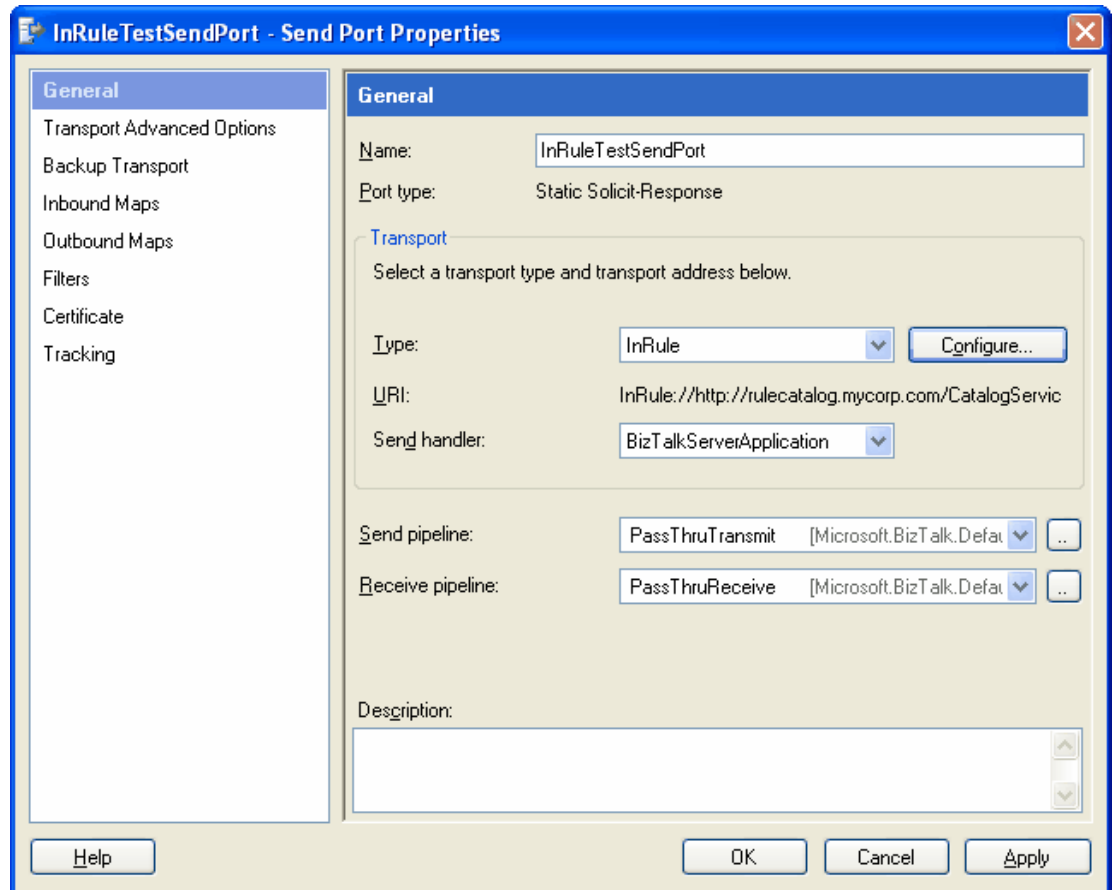 InRuleTestSendPort - Send Port Properties
General
Transport Advanced Options
Backup Transport
Inbound Maps
Outbound Maps
Filters
Certificate
Tracking
General
Name: InRuleTestSendPort
Port type: Static Solicit-Response
Transport
Select a transport type and transport address below.
Type: InRule Configure...
URI: InRule://http://rulecatalog.mycorp.com/CatalogServic
Send handler: BizTalkServerApplication
Send pipeline: PassThruTransmit [Microsoft.BizTalk.Defau ..
Receive pipeline: PassThruReceive [Microsoft.BizTalk.Defau ..
Description:
Help OK Cancel Apply